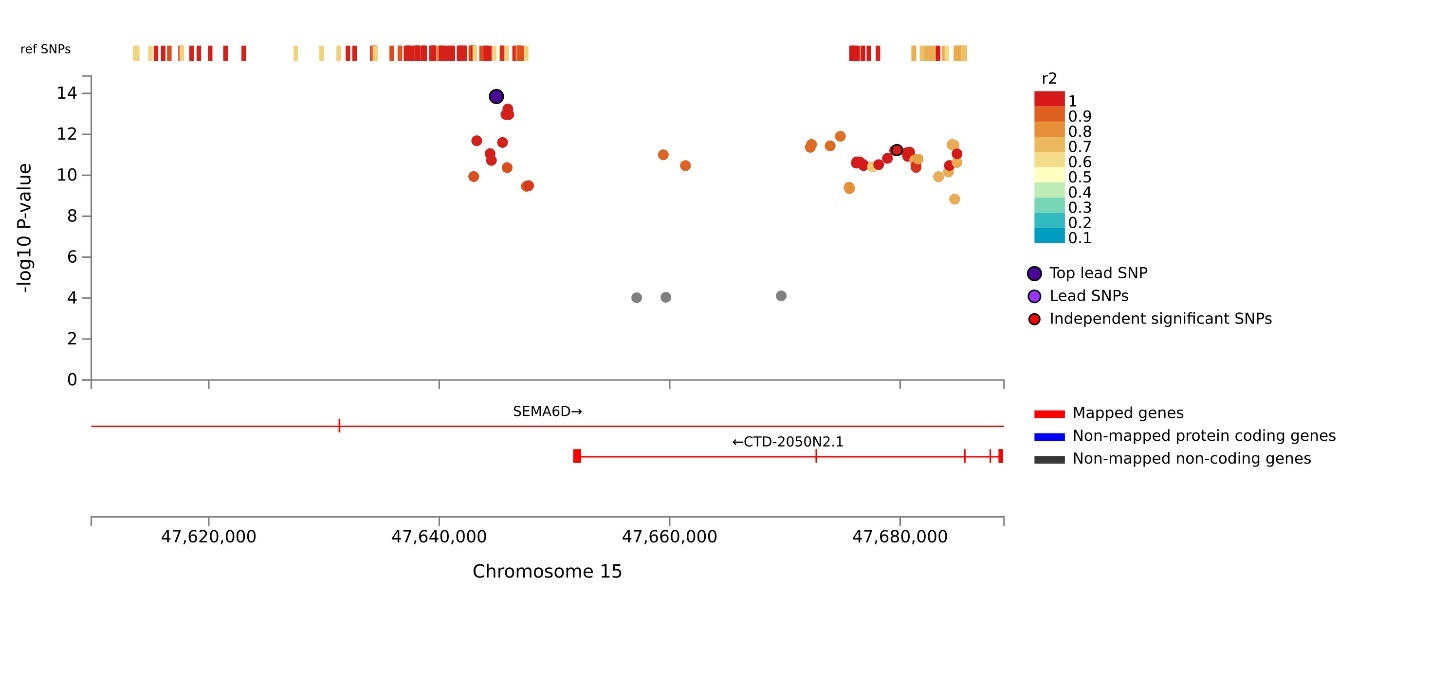 ref SNPs
-log10 P-value
14
12
10
8
6
4
2
0
r2
1
0.9
0.8
0.7
0.6
0.5
0.4
0.3
0.2
0.1
Top lead SNP
Lead SNPs
Independent significant SNPs
SEMA6D→
←CTD-2050N2.1
Mapped genes
Non-mapped protein coding genes
Non-mapped non-coding genes
47,620,000 47,640,000 47,660,000 47,680,000
Chromosome 15